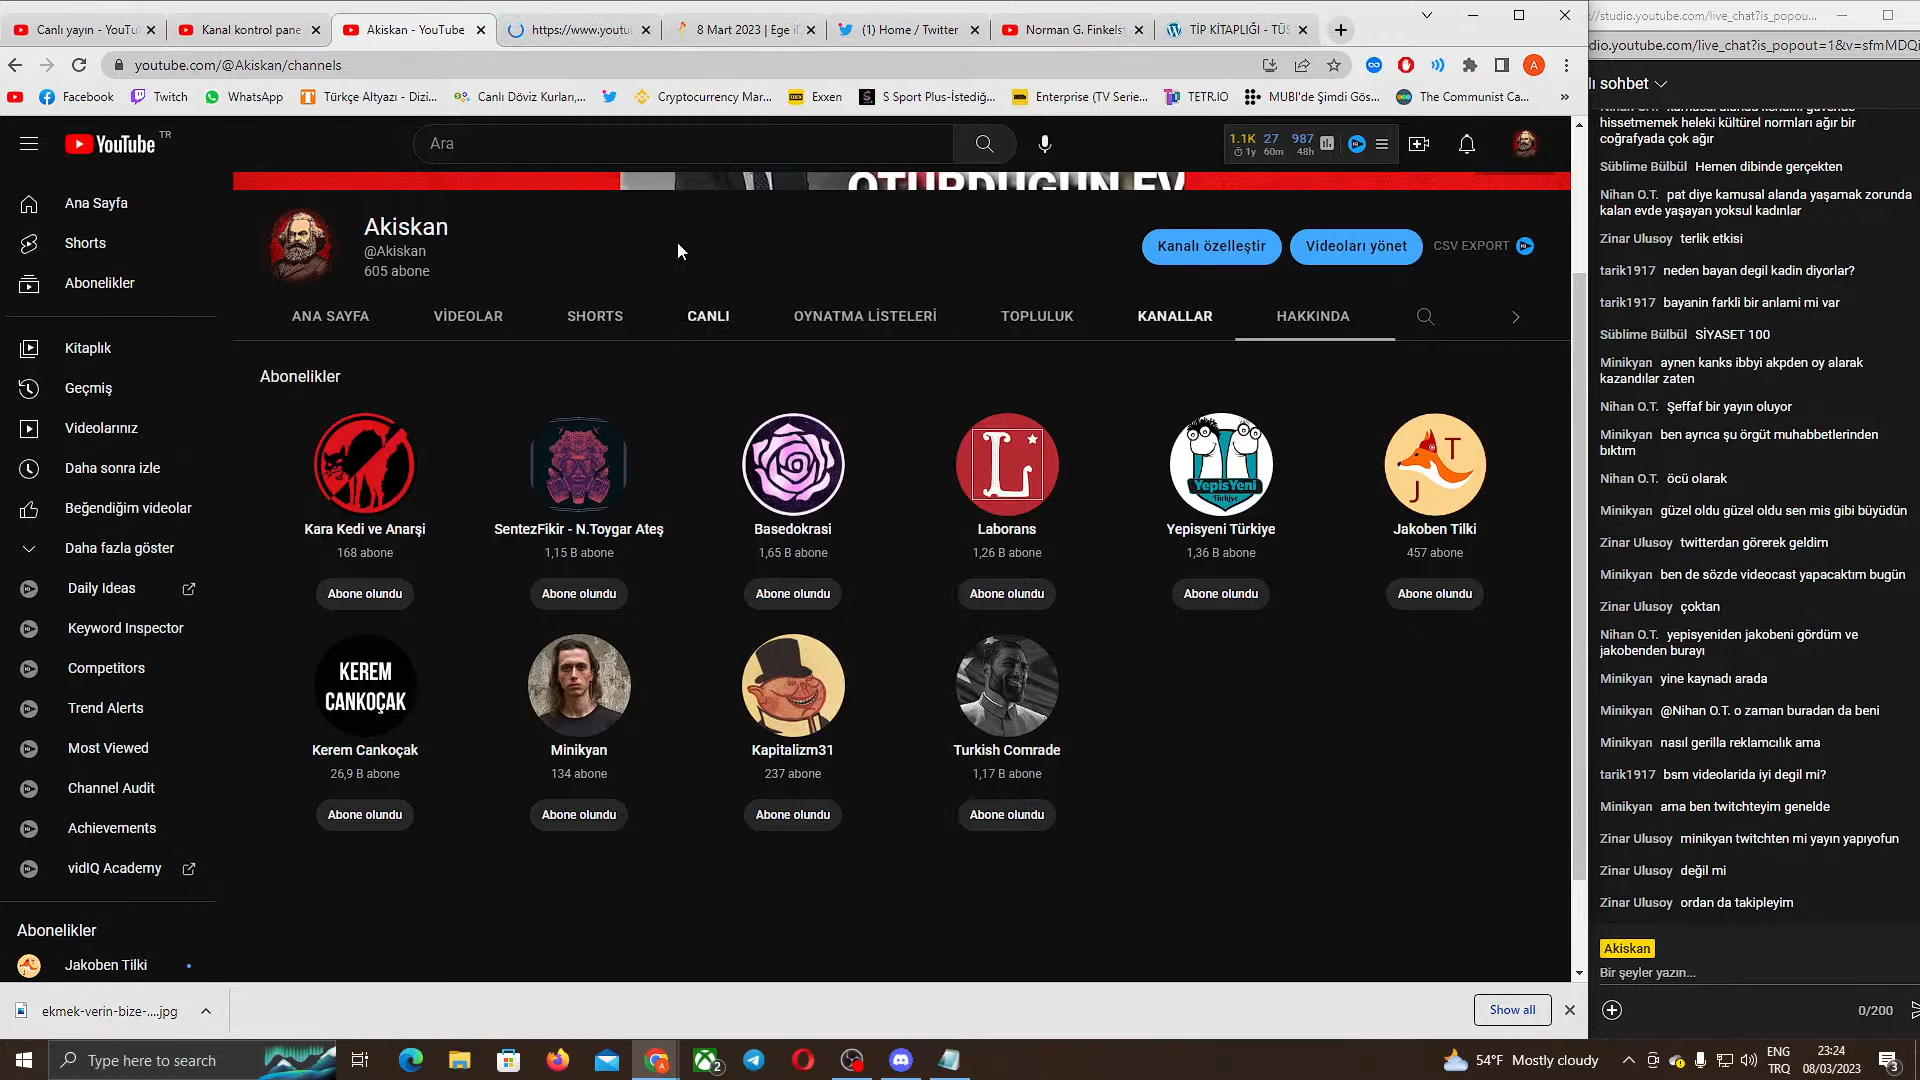 Canlı yayın - YouTu
Kanal kontrol pane
Akiskan - YouTube
https://www.youtu
8 Mart 2023 | Ege il
(1) Home / Twitter
Norman G. Finkelst
TİP KİTAPLIĞI - TÜS
youtube.com/@Akiskan/channels
A
Facebook
Twitch
WhatsApp
Türkçe Altyazı - Dizi...
Canlı Döviz Kurları,...
Cryptocurrency Mar...
Exxen
S Sport Plus-İstediğ...
Enterprise (TV Serie...
TETR.IO
MUBI'de Şimdi Gös...
The Communist Ca...
»
YouTube TR
Ara
1.1K 27 987
1y 60m 48h
OTURDUĞUN EV
Ana Sayfa
Shorts
Abonelikler
Kitaplık
Geçmiş
Videolarınız
Daha sonra izle
Beğendiğim videolar
Daha fazla göster
Daily Ideas
Keyword Inspector
Competitors
Trend Alerts
Most Viewed
Channel Audit
Achievements
vidIQ Academy
Abonelikler
Jakoben Tilki
Akiskan
@Akiskan
605 abone
Kanalı özelleştir
Videoları yönet
CSV EXPORT
ANA SAYFA
VİDEOLAR
SHORTS
CANLI
OYNATMA LİSTELERİ
TOPLULUK
KANALLAR
HAKKINDA
Abonelikler
L
YepisYeni
Türkiye
T
J
Kara Kedi ve Anarşi
168 abone
Abone olundu
SentezFikir - N.Toygar Ateş
1,15 B abone
Abone olundu
Basedokrasi
1,65 B abone
Abone olundu
Laborans
1,26 B abone
Abone olundu
Yepisyeni Türkiye
1,36 B abone
Abone olundu
Jakoben Tilki
457 abone
Abone olundu
KEREM
CANKOÇAK
Kerem Cankoçak
26,9 B abone
Abone olundu
Minikyan
134 abone
Abone olundu
Kapitalizm31
237 abone
Abone olundu
Turkish Comrade
1,17 B abone
Abone olundu
://studio.youtube.com/live_chat?is_popou...
dio.youtube.com/live_chat?is_popout=1&v=sfmMDQi
lı sohbet
hissetmemek heleki kültürel normları ağır bir
coğrafyada çok ağır
Süblime Bülbül Hemen dibinde gerçekten
Nihan O.T. pat diye kamusal alanda yaşamak zorunda
kalan evde yaşayan yoksul kadınlar
Zinar Ulusoy terlik etkisi
tarik1917 neden bayan degil kadin diyorlar?
tarik1917 bayanin farkli bir anlami mi var
Süblime Bülbül SİYASET 100
Minikyan aynen kanks ibbyi akpden oy alarak
kazandılar zaten
Nihan O.T. Şeffaf bir yayın oluyor
Minikyan ben ayrıca şu örgüt muhabbetlerinden
bıktım
Nihan O.T. öcü olarak
Minikyan güzel oldu güzel oldu sen mis gibi büyüdün
Zinar Ulusoy twitterdan görerek geldim
Minikyan ben de sözde videocast yapacaktım bugün
Zinar Ulusoy çoktan
Nihan O.T. yepisyeniden jakobeni gördüm ve
jakobenden burayı
Minikyan yine kaynadı arada
Minikyan @Nihan O.T. o zaman buradan da beni
Minikyan nasıl gerilla reklamcılık ama
tarik1917 bsm videolarida iyi degil mi?
Minikyan ama ben twitchteyim genelde
Zinar Ulusoy minikyan twitchten mi yayın yapıyofun
Zinar Ulusoy değil mi
Zinar Ulusoy ordan da takipleyim
Akiskan
Bir şeyler yazın...
0/200
ekmek-verin-bize-....jpg
Show all
Type here to search
2
54°F Mostly cloudy
ENG
TRQ
23:24
08/03/2023
3